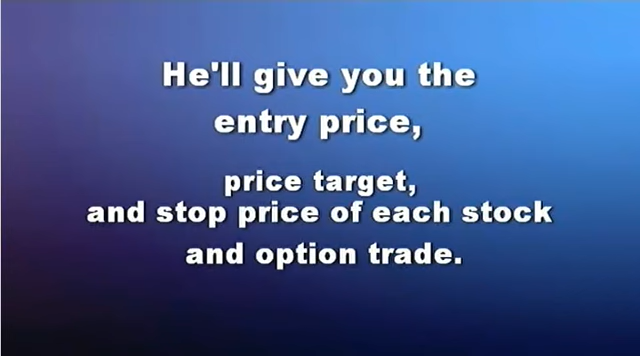 He'll give you the
entry price,
price target,
and stop price of each stock
and option trade.